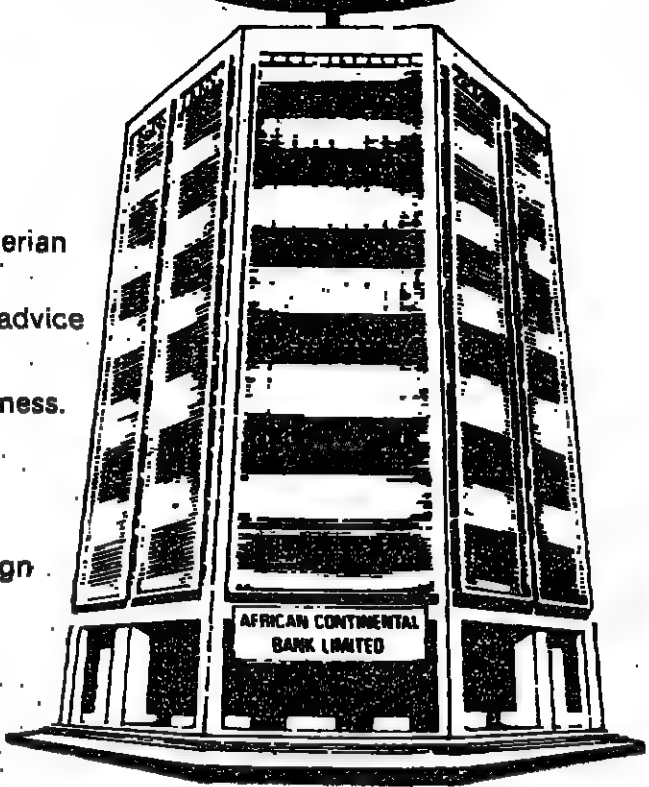 erian
advice
ness.
gn
AFRICAN CONTINENTAL
BANK LIMITED